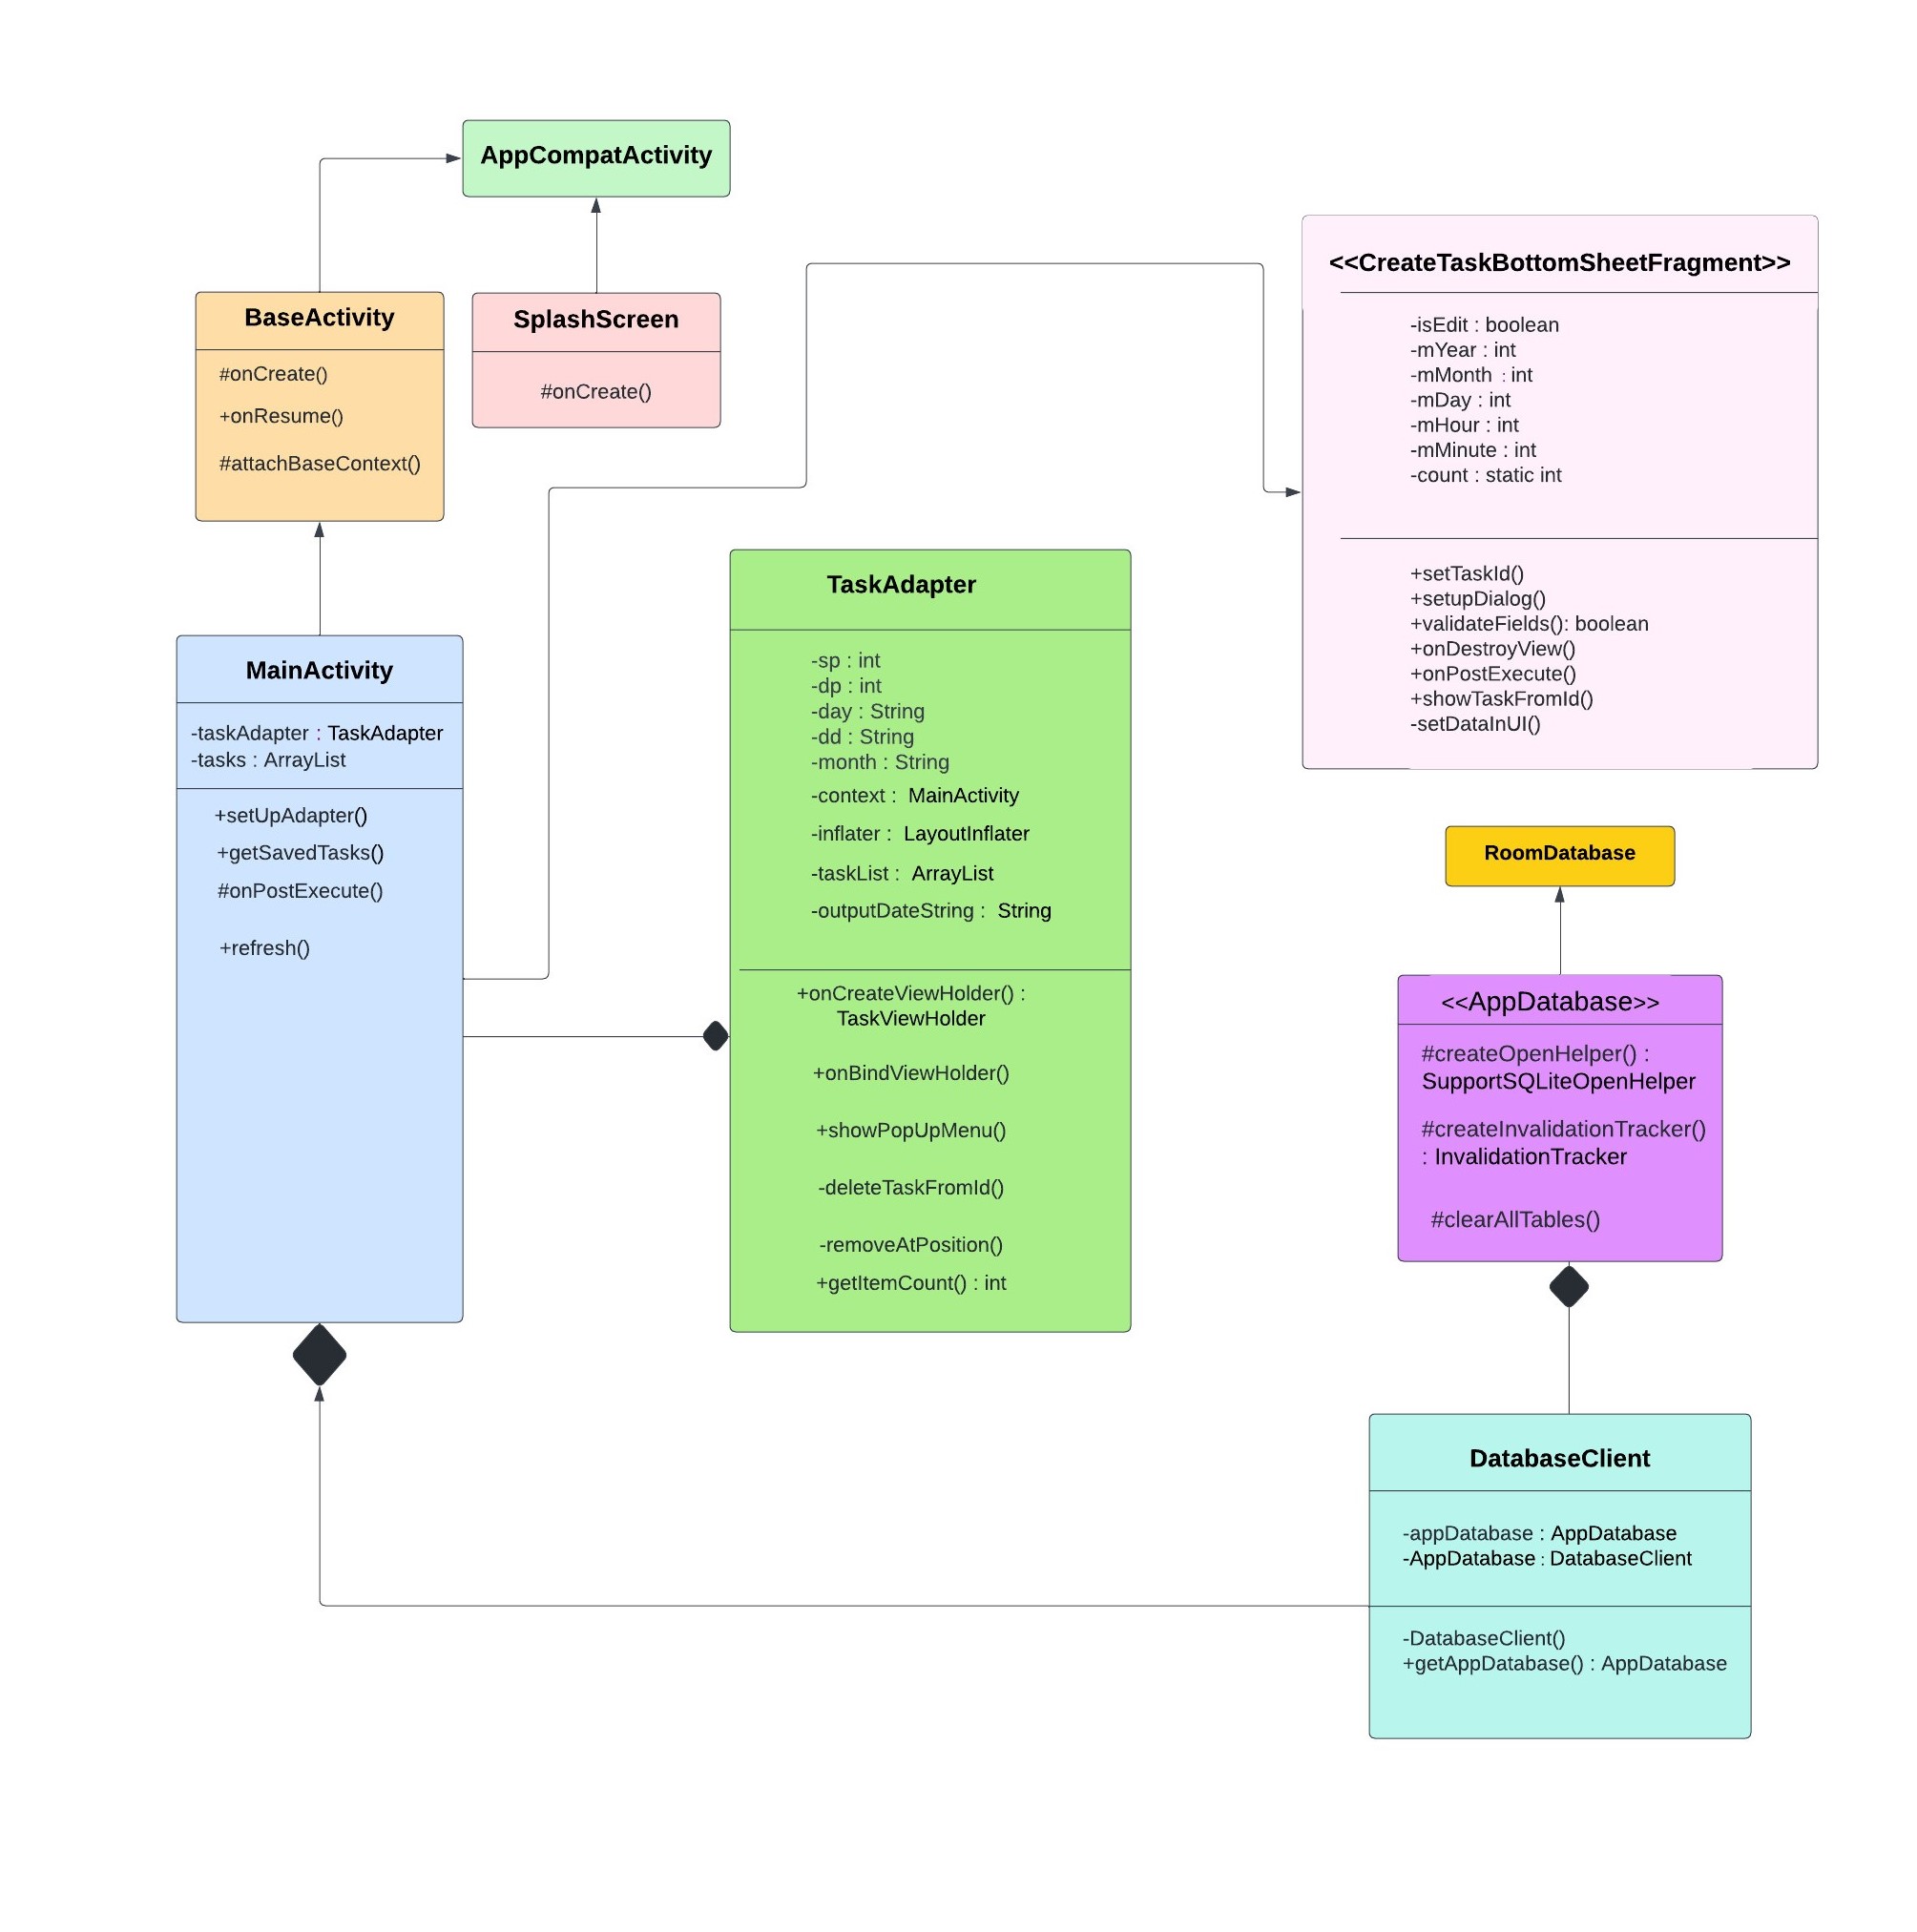 AppCompatActivity
BaseActivity
#onCreate()
+onResume()
#attachBaseContext()
SplashScreen
#onCreate()
<<CreateTaskBottomSheetFragment>>
-isEdit : boolean
-mYear : int
-mMonth : int
-mDay : int
-mHour : int
-mMinute : int
-count : static int
+setTaskId()
+setupDialog()
+validateFields(): boolean
+onDestroyView()
+onPostExecute()
+showTaskFromId()
-setDataInUI()
MainActivity
-taskAdapter : TaskAdapter
-tasks : ArrayList
+setUpAdapter()
+getSavedTasks()
#onPostExecute()
+refresh()
TaskAdapter
-sp : int
-dp : int
-day : String
-dd : String
-month : String
-context : MainActivity
-inflater : LayoutInflater
-taskList : ArrayList
-outputDateString : String
+onCreateViewHolder() :
TaskViewHolder
+onBindViewHolder()
+showPopUpMenu()
-deleteTaskFromId()
-removeAtPosition()
+getItemCount() : int
RoomDatabase
<<AppDatabase>>
#createOpenHelper() :
SupportSQLiteOpenHelper
#createInvalidationTracker()
: InvalidationTracker
#clearAllTables()
DatabaseClient
-appDatabase : AppDatabase
-AppDatabase : DatabaseClient
-DatabaseClient()
+getAppDatabase() : AppDatabase